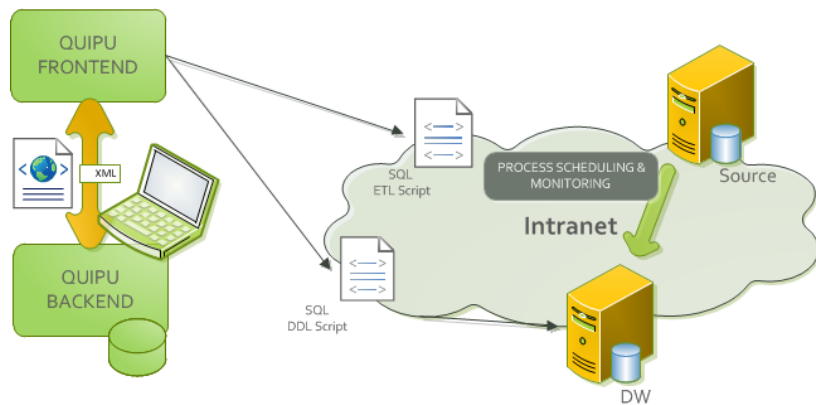 QUIPU
FRONTEND
XML
QUIPU
BACKEND
SQL
ETL Script
PROCESS SCHEDULING &
MONITORING
Source
Intranet
SQL
DDL Script
DW